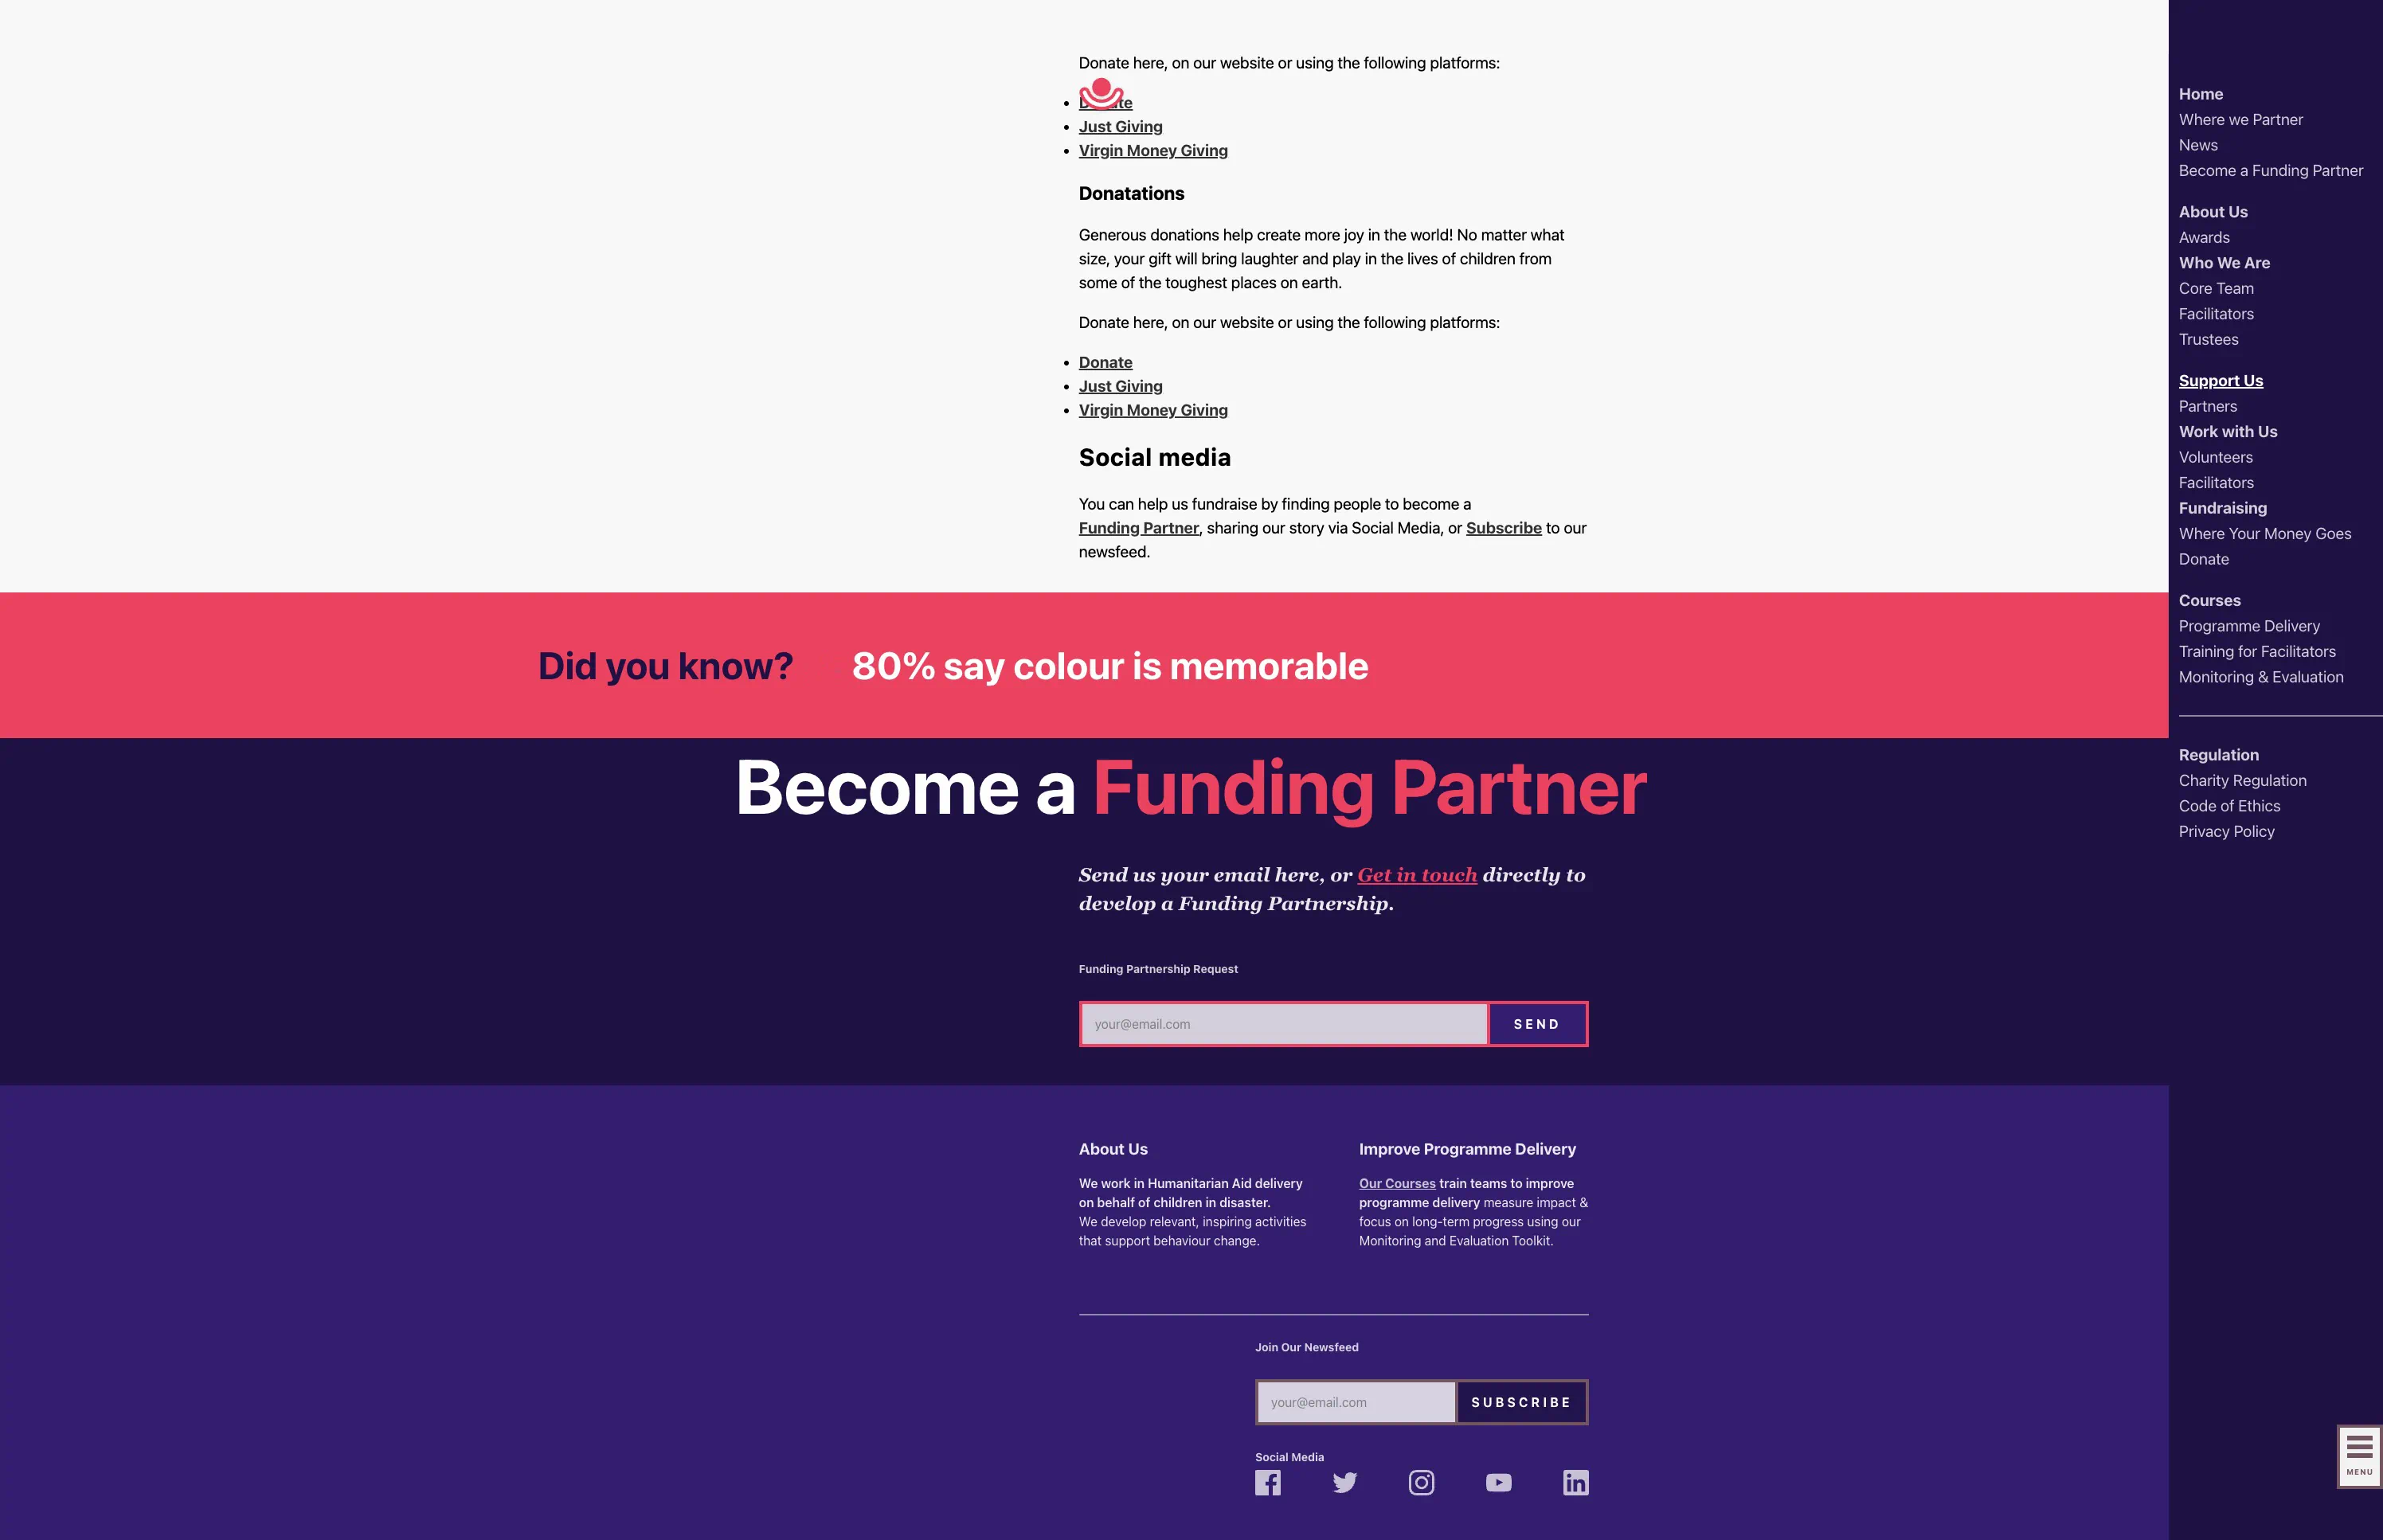 Donate here, on our website or using the following platforms:
Just Giving
Virgin Money Giving
Donatations
Generous donations help create more joy in the world! No matter what
size, your gift will bring laughter and play in the lives of children from
some of the toughest places on earth.
Donate here, on our website or using the following platforms:
Donate
Just Giving
Virgin Money Giving
Social media
You can help us fundraise by finding people to become a
Funding Partner, sharing our story via Social Media, or Subscribe to our
newsfeed.
Did you know? 80% say colour is memorable
Become a Funding Partner
Send us your email here, or Get in touch directly to
develop a Funding Partnership.
Funding Partnership Request
your@email.com SEND
About Us
We work in Humanitarian Aid delivery
on behalf of children in disaster.
We develop relevant, inspiring activities
that support behaviour change.
Improve Programme Delivery
Our Courses train teams to improve
programme delivery measure impact &
focus on long-term progress using our
Monitoring and Evaluation Toolkit.
Join Our Newsfeed
your@email.com SUBSCRIBE
Social Media
Home
Where we Partner
News
Become a Funding Partner
About Us
Awards
Who We Are
Core Team
Facilitators
Trustees
Support Us
Partners
Work with Us
Volunteers
Facilitators
Fundraising
Where Your Money Goes
Donate
Courses
Programme Delivery
Training for Facilitators
Monitoring & Evaluation
Regulation
Charity Regulation
Code of Ethics
Privacy Policy
MENU